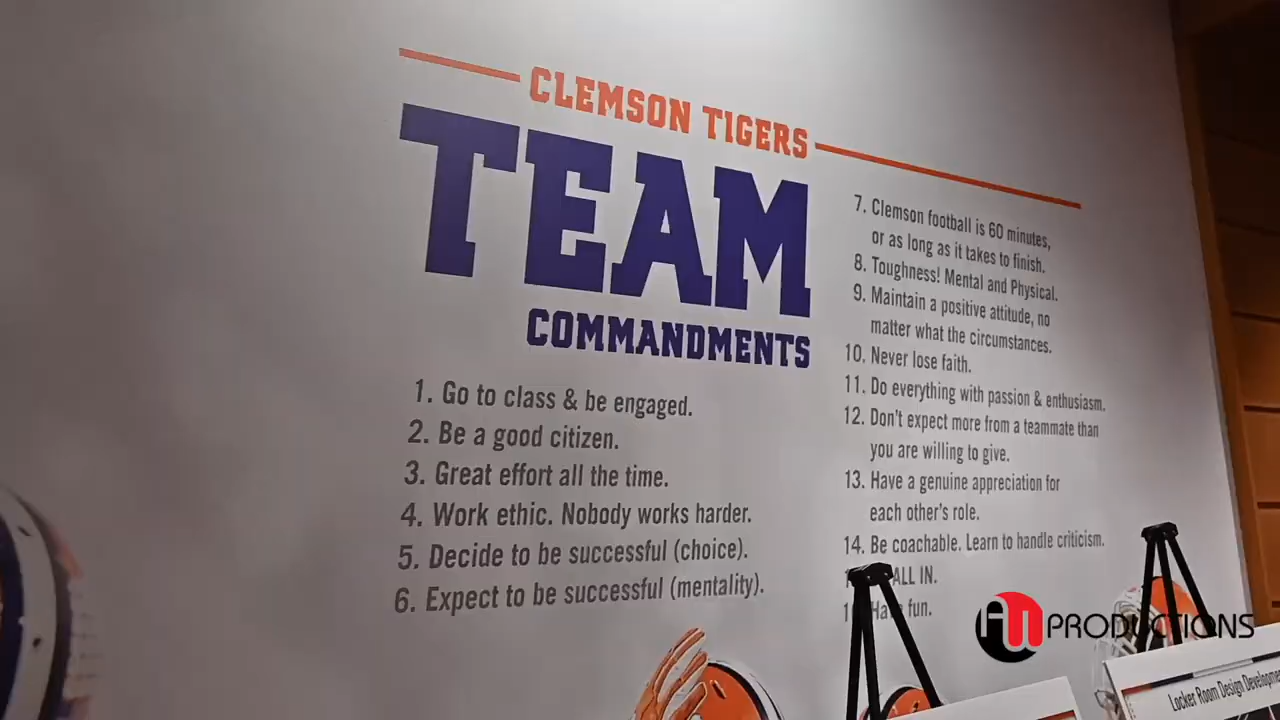 CLEMSON TIGERS
TEAM
COMMANDMENTS
1. Go to class & be engaged.
2. Be a good citizen.
3. Great effort all the time.
4. Work ethic. Nobody works harder.
5. Decide to be successful (choice).
6. Expect to be successful (mentality).
7. Clemson football is 60 minutes,
or as long as it takes to finish.
8. Toughness! Mental and Physical.
9. Maintain a positive attitude, no
matter what the circumstances.
10. Never lose faith.
11. Do everything with passion & enthusiasm.
12. Don't expect more from a teammate than
you are willing to give.
13. Have a genuine appreciation for
each other's role.
14. Be coachable. Learn to handle criticism.
ALL IN.
Have fun.
PRODUCTIONS
Locker Room Design